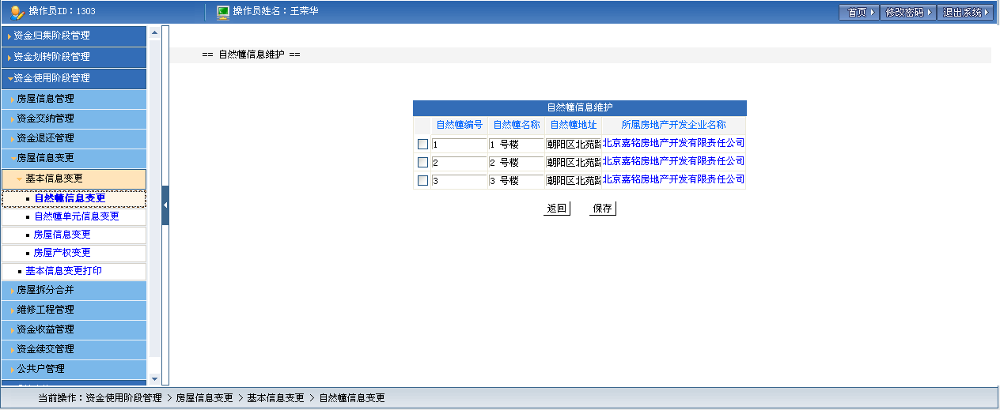 操作员ID：1303 操作员姓名：王荣华 首页 修改密码 退出系统
资金归集阶段管理
资金划转阶段管理
资金使用阶段管理
房屋信息管理
资金交纳管理
资金退还管理
房屋信息变更
基本信息变更
自然幢信息变更
自然幢单元信息变更
房屋信息变更
房屋产权变更
基本信息变更打印
房屋拆分合并
维修工程管理
资金收益管理
资金续交管理
公共户管理
== 自然幢信息维护 ==
自然幢信息维护
自然幢编号 自然幢名称 自然幢地址 所属房地产开发企业名称
1 1 号楼 朝阳区北苑路 北京嘉铭房地产开发有限责任公司
2 2 号楼 朝阳区北苑路 北京嘉铭房地产开发有限责任公司
3 3 号楼 朝阳区北苑路 北京嘉铭房地产开发有限责任公司
返回 保存
当前操作：资金使用阶段管理 > 房屋信息变更 > 基本信息变更 > 自然幢信息变更